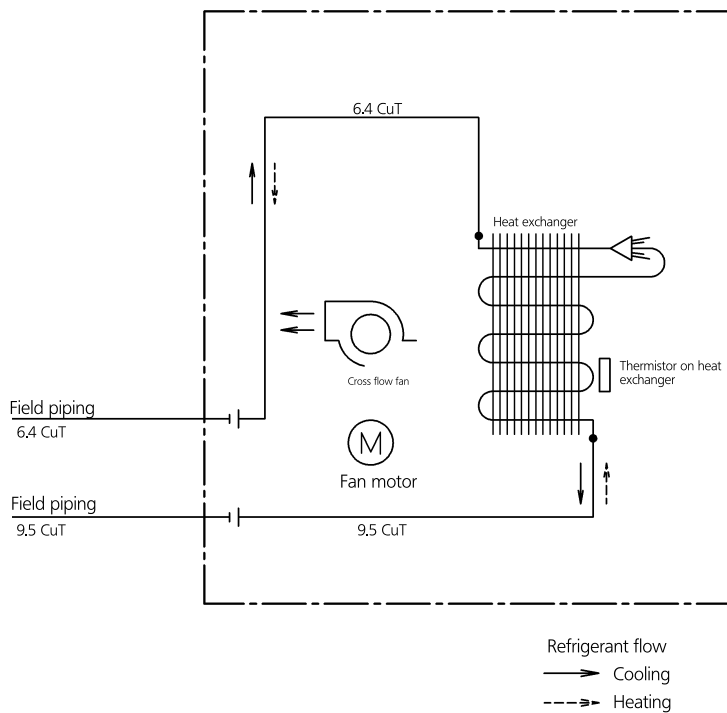 6.4 CuT
Heat exchanger
Thermistor on heat
exchanger
Cross flow fan
Field piping
6.4 CuT
M
Fan motor
Field piping
9.5 CuT
9.5 CuT
Refrigerant flow
Cooling
Heating